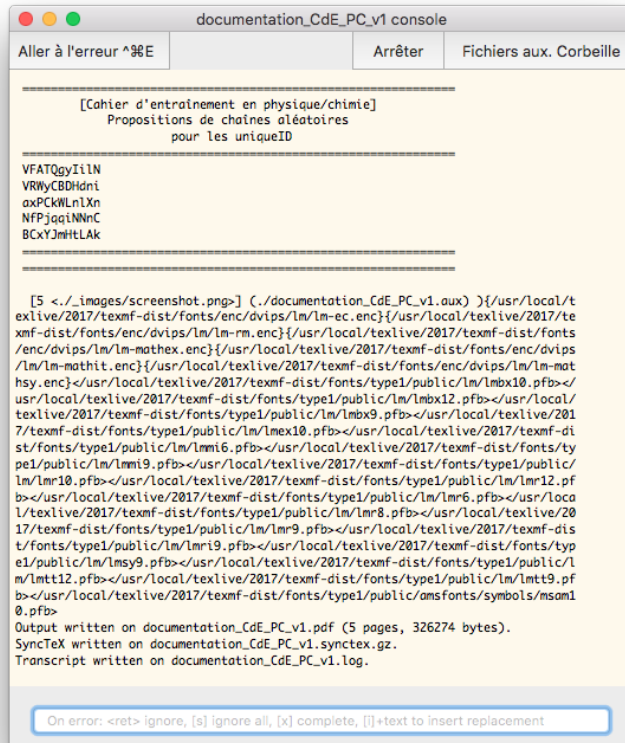 documentation_CdE_PC_v1 console
Aller à l'erreur ^⌘E
Arrêter
Fichiers aux. Corbeille
==============================================================
[Cahier d'entraînement en physique/chimie]
Propositions de chaînes aléatoires
pour les uniqueID
==============================================================
VFATQgyIilN
VRWyCBDHdni
axPCkWLnlXn
NfPjqqiNNnC
BCxYJmHtLAk
==============================================================
==============================================================
[5 <./_images/screenshot.png>] (./documentation_CdE_PC_v1.aux) ){/usr/local/t
exlive/2017/texmf-dist/fonts/enc/dvips/lm/lm-ec.enc}{/usr/local/texlive/2017/te
xmf-dist/fonts/enc/dvips/lm/lm-rm.enc}{/usr/local/texlive/2017/texmf-dist/fonts
/enc/dvips/lm/lm-mathex.enc}{/usr/local/texlive/2017/texmf-dist/fonts/enc/dvips
/lm/lm-mathit.enc}{/usr/local/texlive/2017/texmf-dist/fonts/enc/dvips/lm/lm-mat
hsy.enc}</usr/local/texlive/2017/texmf-dist/fonts/type1/public/lm/lmbx10.pfb></
usr/local/texlive/2017/texmf-dist/fonts/type1/public/lm/lmbx12.pfb></usr/local/
texlive/2017/texmf-dist/fonts/type1/public/lm/lmbx9.pfb></usr/local/texlive/201
7/texmf-dist/fonts/type1/public/lm/lmex10.pfb></usr/local/texlive/2017/texmf-di
st/fonts/type1/public/lm/lmmi6.pfb></usr/local/texlive/2017/texmf-dist/fonts/ty
pe1/public/lm/lmmi9.pfb></usr/local/texlive/2017/texmf-dist/fonts/type1/public/
lm/lmr10.pfb></usr/local/texlive/2017/texmf-dist/fonts/type1/public/lm/lmr12.pf
b></usr/local/texlive/2017/texmf-dist/fonts/type1/public/lm/lmr6.pfb></usr/loca
l/texlive/2017/texmf-dist/fonts/type1/public/lm/lmr8.pfb></usr/local/texlive/20
17/texmf-dist/fonts/type1/public/lm/lmr9.pfb></usr/local/texlive/2017/texmf-dis
t/fonts/type1/public/lm/lmri9.pfb></usr/local/texlive/2017/texmf-dist/fonts/typ
e1/public/lm/lmsy9.pfb></usr/local/texlive/2017/texmf-dist/fonts/type1/public/l
m/lmtt12.pfb></usr/local/texlive/2017/texmf-dist/fonts/type1/public/lm/lmtt9.pf
b></usr/local/texlive/2017/texmf-dist/fonts/type1/public/amsfonts/symbols/msam1
0.pfb>
Output written on documentation_CdE_PC_v1.pdf (5 pages, 326274 bytes).
SyncTeX written on documentation_CdE_PC_v1.synctex.gz.
Transcript written on documentation_CdE_PC_v1.log.
On error: <ret> ignore, [s] ignore all, [x] complete, [i]+text to insert replacement